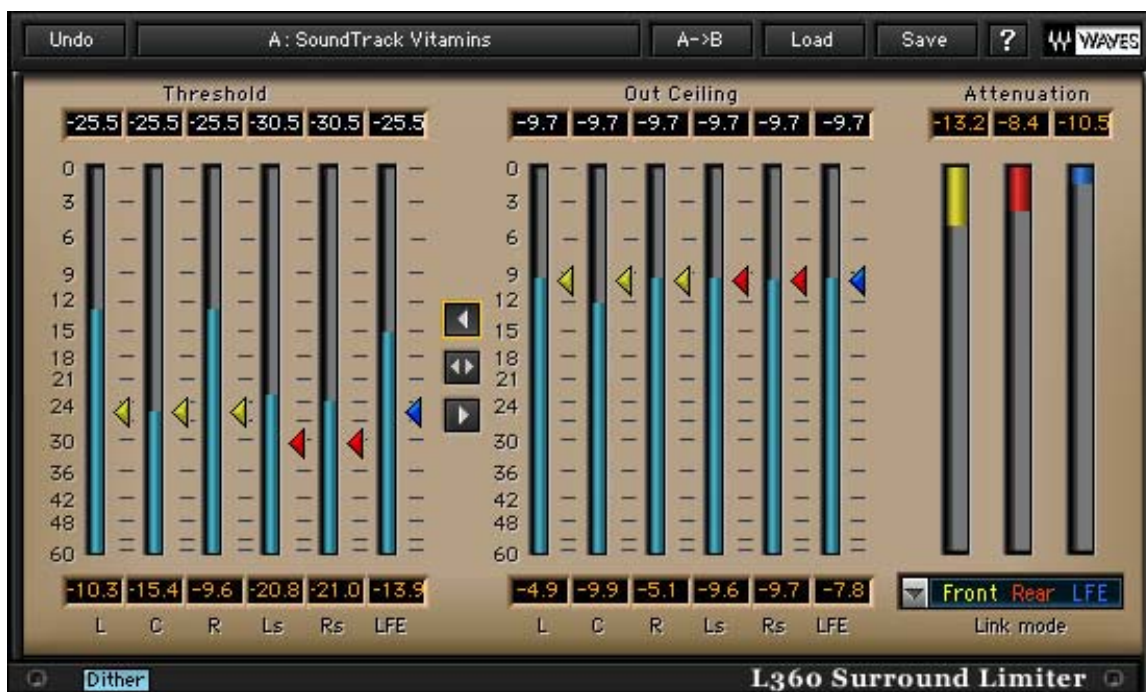 Undo A: SoundTrack Vitamins A->B Load Save ? WAVES
Threshold Out Ceiling Attenuation
-25.5 -25.5 -25.5 -30.5 -30.5 -25.5 -9.7 -9.7 -9.7 -9.7 -9.7 -9.7 -13.2 -8.4 -10.5
0 0
3 3
6 6
9 9
12 12
15 15
18 18
21 21
24 24
30 30
36 36
42 42
48 48
60 60
-10.3 -15.4 -9.6 -20.8 -21.0 -13.9 -4.9 -9.9 -5.1 -9.6 -9.7 -7.8 Front Rear LFE
L C R Ls Rs LFE L C R Ls Rs LFE Link mode
Dither L360 Surround Limiter